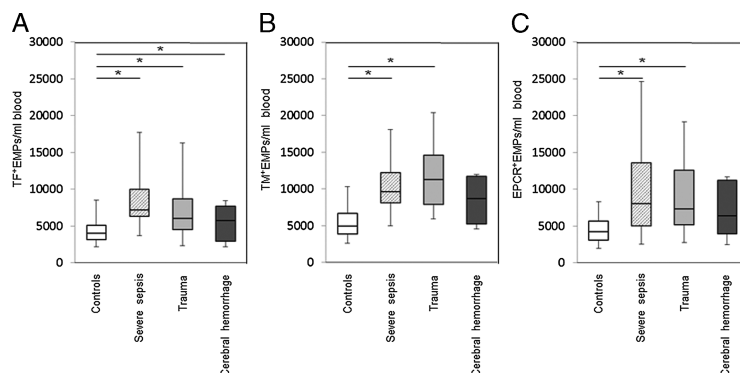 A
TF⁺EMPs/ml blood
30000
25000
20000
15000
10000
5000
0
*
*
*
Controls
Severe sepsis
Trauma
Cerebral hemorrhage
B
TM⁺EMPs/ml blood
30000
25000
20000
15000
10000
5000
0
*
*
Controls
Severe sepsis
Trauma
Cerebral hemorrhage
C
EPCR⁺EMPs/ml blood
30000
25000
20000
15000
10000
5000
0
*
*
Controls
Severe sepsis
Trauma
Cerebral hemorrhage